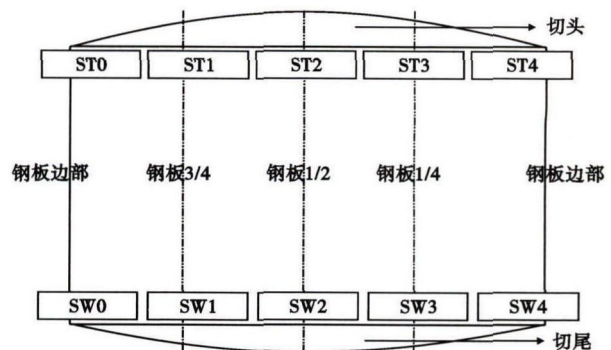 切头
ST0 ST1 ST2 ST3 ST4
钢板边部 钢板3/4 钢板1/2 钢板1/4 钢板边部
SW0 SW1 SW2 SW3 SW4
切尾